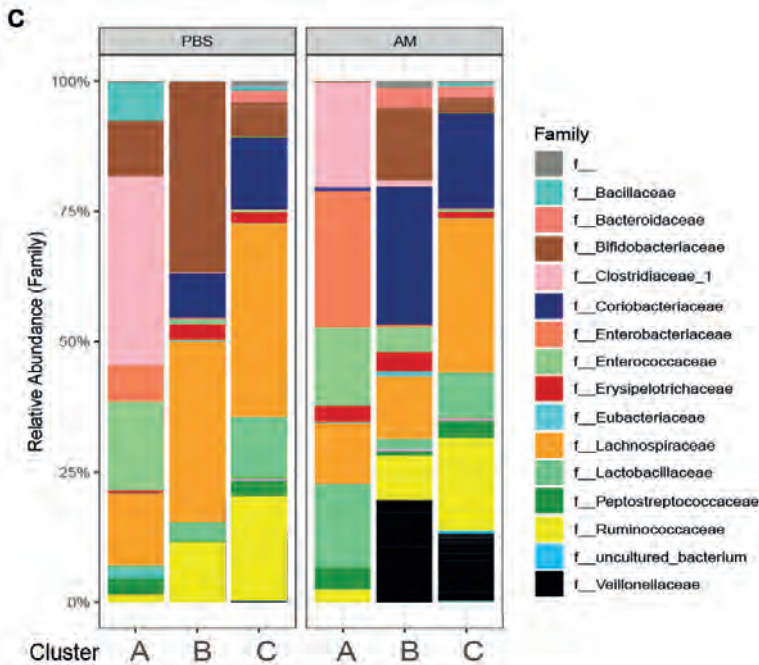 c
PBS AM
100%
75%
50%
25%
0%
Relative Abundance (Family)
Cluster A B C A B C
Family
f__
f__Bacillaceae
f__Bacteroidaceae
f__Bifidobacteriaceae
f__Clostridiaceae_1
f__Coriobacteriaceae
f__Enterobacteriaceae
f__Enterococcaceae
f__Erysipelotrichaceae
f__Eubacteriaceae
f__Lachnospiraceae
f__Lactobacillaceae
f__Peptostreptococcaceae
f__Ruminococcaceae
f__uncultured_bacterium
f__Veillonellaceae